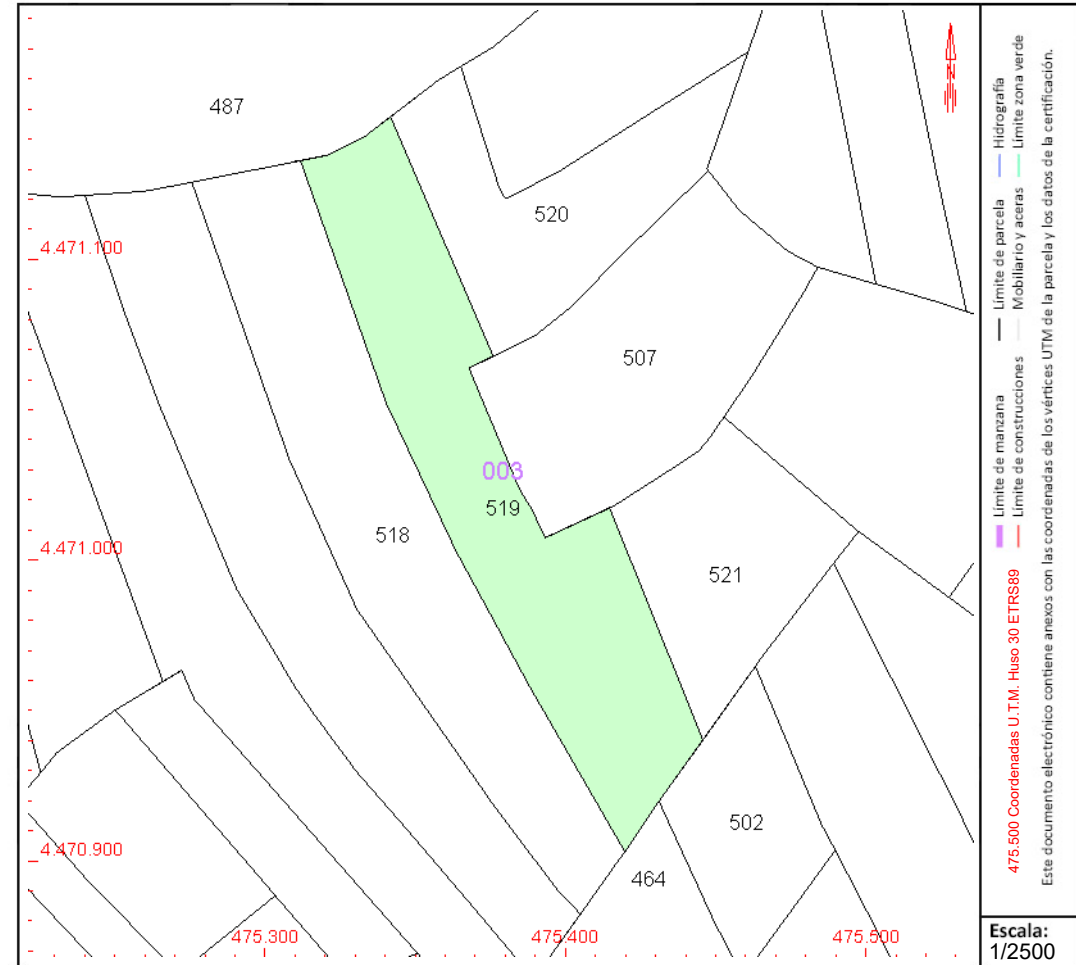 487
520
4.471.100
507
003
519
518
4.471.000
521
502
4.470.900
464
475.300
475.400
475.500
N
475.500 Coordenadas U.T.M. Huso 30 ETRS89
Límite de manzana
Límite de parcela
Hidrografía
Límite de construcciones
Mobiliario y aceras
Límite zona verde
Este documento electrónico contiene anexos con las coordenadas de los vértices UTM de la parcela y los datos de la certificación.
Escala:
1/2500